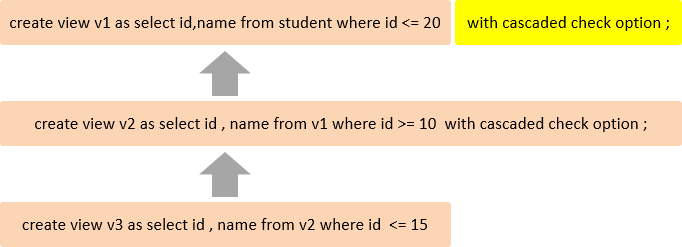 create view v1 as select id,name from student where id <= 20 with cascaded check option ;
create view v2 as select id , name from v1 where id >= 10 with cascaded check option ;
create view v3 as select id , name from v2 where id <= 15